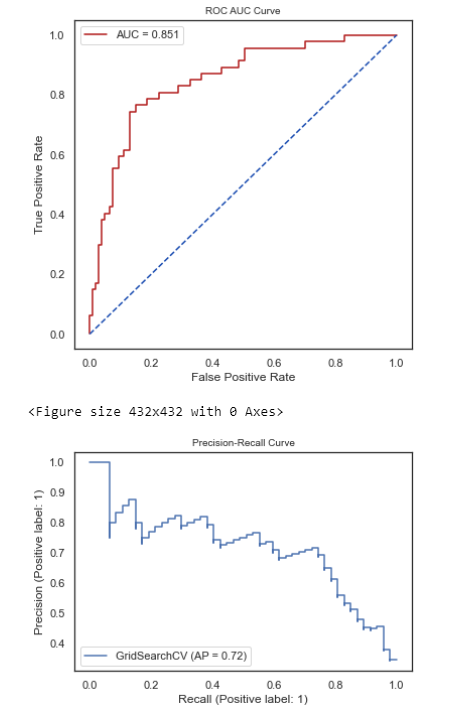 ROC AUC Curve
AUC = 0.851
1.0
0.8
0.6
0.4
0.2
0.0
True Positive Rate
0.0 0.2 0.4 0.6 0.8 1.0
False Positive Rate
<Figure size 432x432 with 0 Axes>
Precision-Recall Curve
1.0
0.9
0.8
0.7
0.6
0.5
0.4
Precision (Positive label: 1)
GridSearchCV (AP = 0.72)
0.0 0.2 0.4 0.6 0.8 1.0
Recall (Positive label: 1)